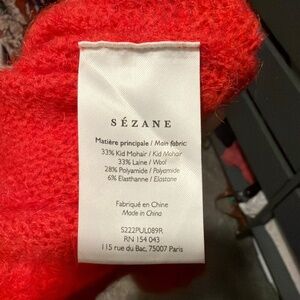 SÉZANE
Matière principale / Main fabric:
33% Kid Mohair / Kid Mohair
33% Laine / Wool
28% Polyamide / Polyamide
6% Elasthanne / Elastane
Fabriqué en Chine
Made in China
S222PUL089R
RN 154 043
115 rue du Bac, 75007 Paris